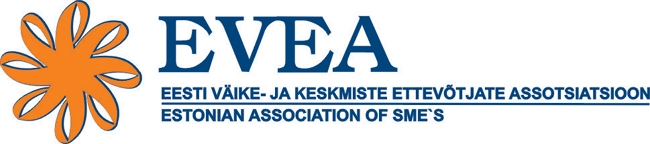 EVEA
EESTI VÄIKE- JA KESKMISTE ETTEVÕTJATE ASSOTSIATSIOON
ESTONIAN ASSOCIATION OF SME`S